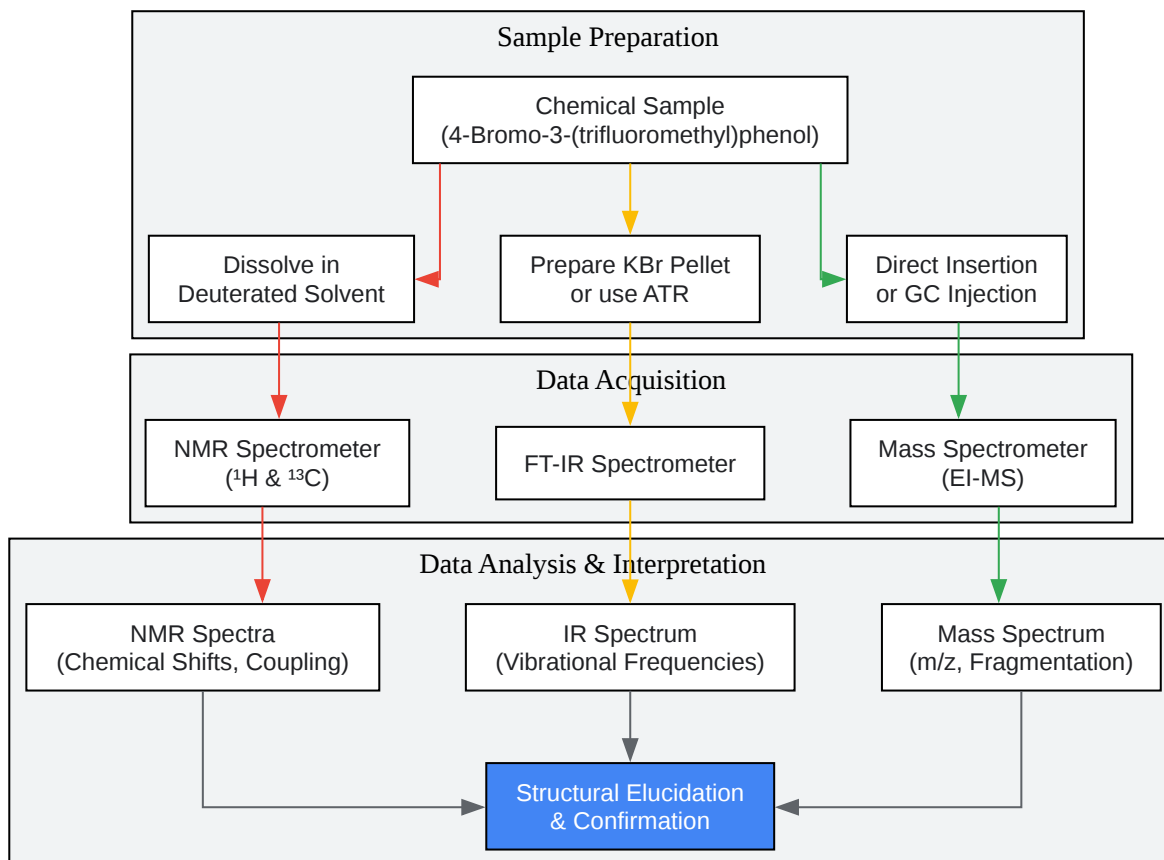 Sample Preparation
Chemical Sample
(4-Bromo-3-(trifluoromethyl)phenol)
Dissolve in
Deuterated Solvent
Prepare KBr Pellet
or use ATR
Direct Insertion
or GC Injection
Data Acquisition
NMR Spectrometer
(¹H & ¹³C)
FT-IR Spectrometer
Mass Spectrometer
(EI-MS)
Data Analysis & Interpretation
NMR Spectra
(Chemical Shifts, Coupling)
IR Spectrum
(Vibrational Frequencies)
Mass Spectrum
(m/z, Fragmentation)
Structural Elucidation
& Confirmation